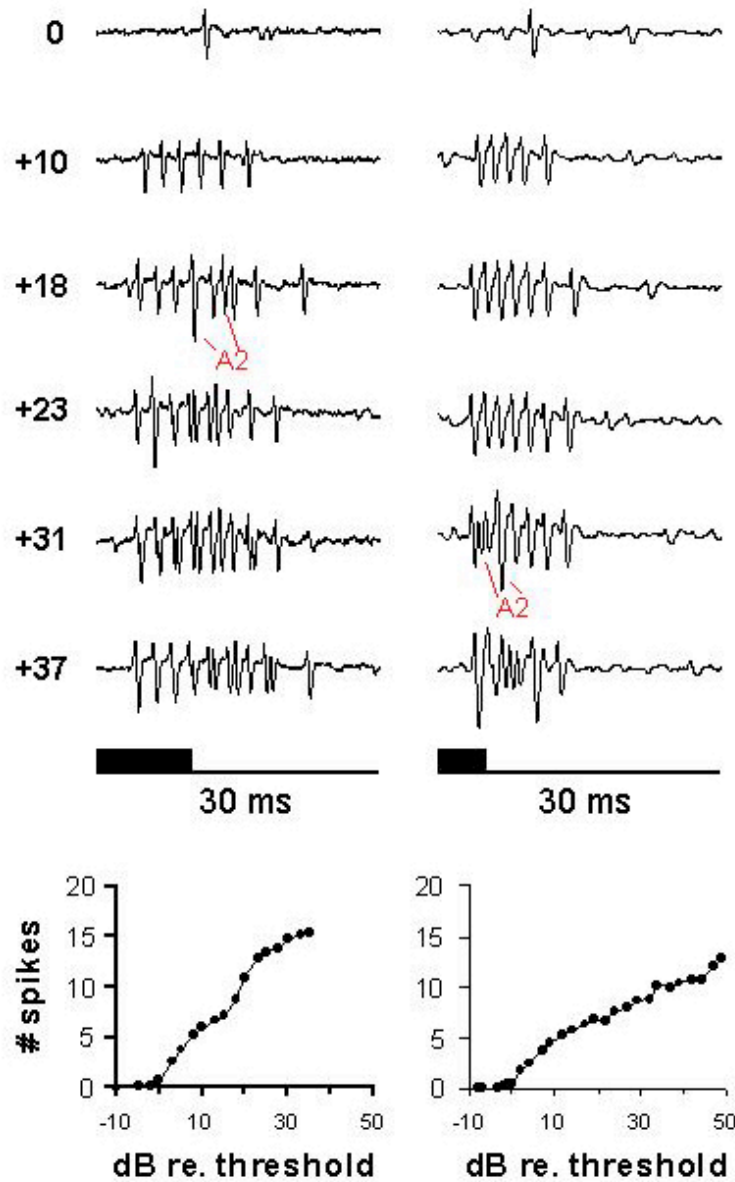 0
+10
+18
A2
+23
+31
A2
+37
30 ms 30 ms
# spikes
20 20
15 15
10 10
5 5
0 0
-10 10 30 50 -10 10 30 50
dB re. threshold dB re. threshold